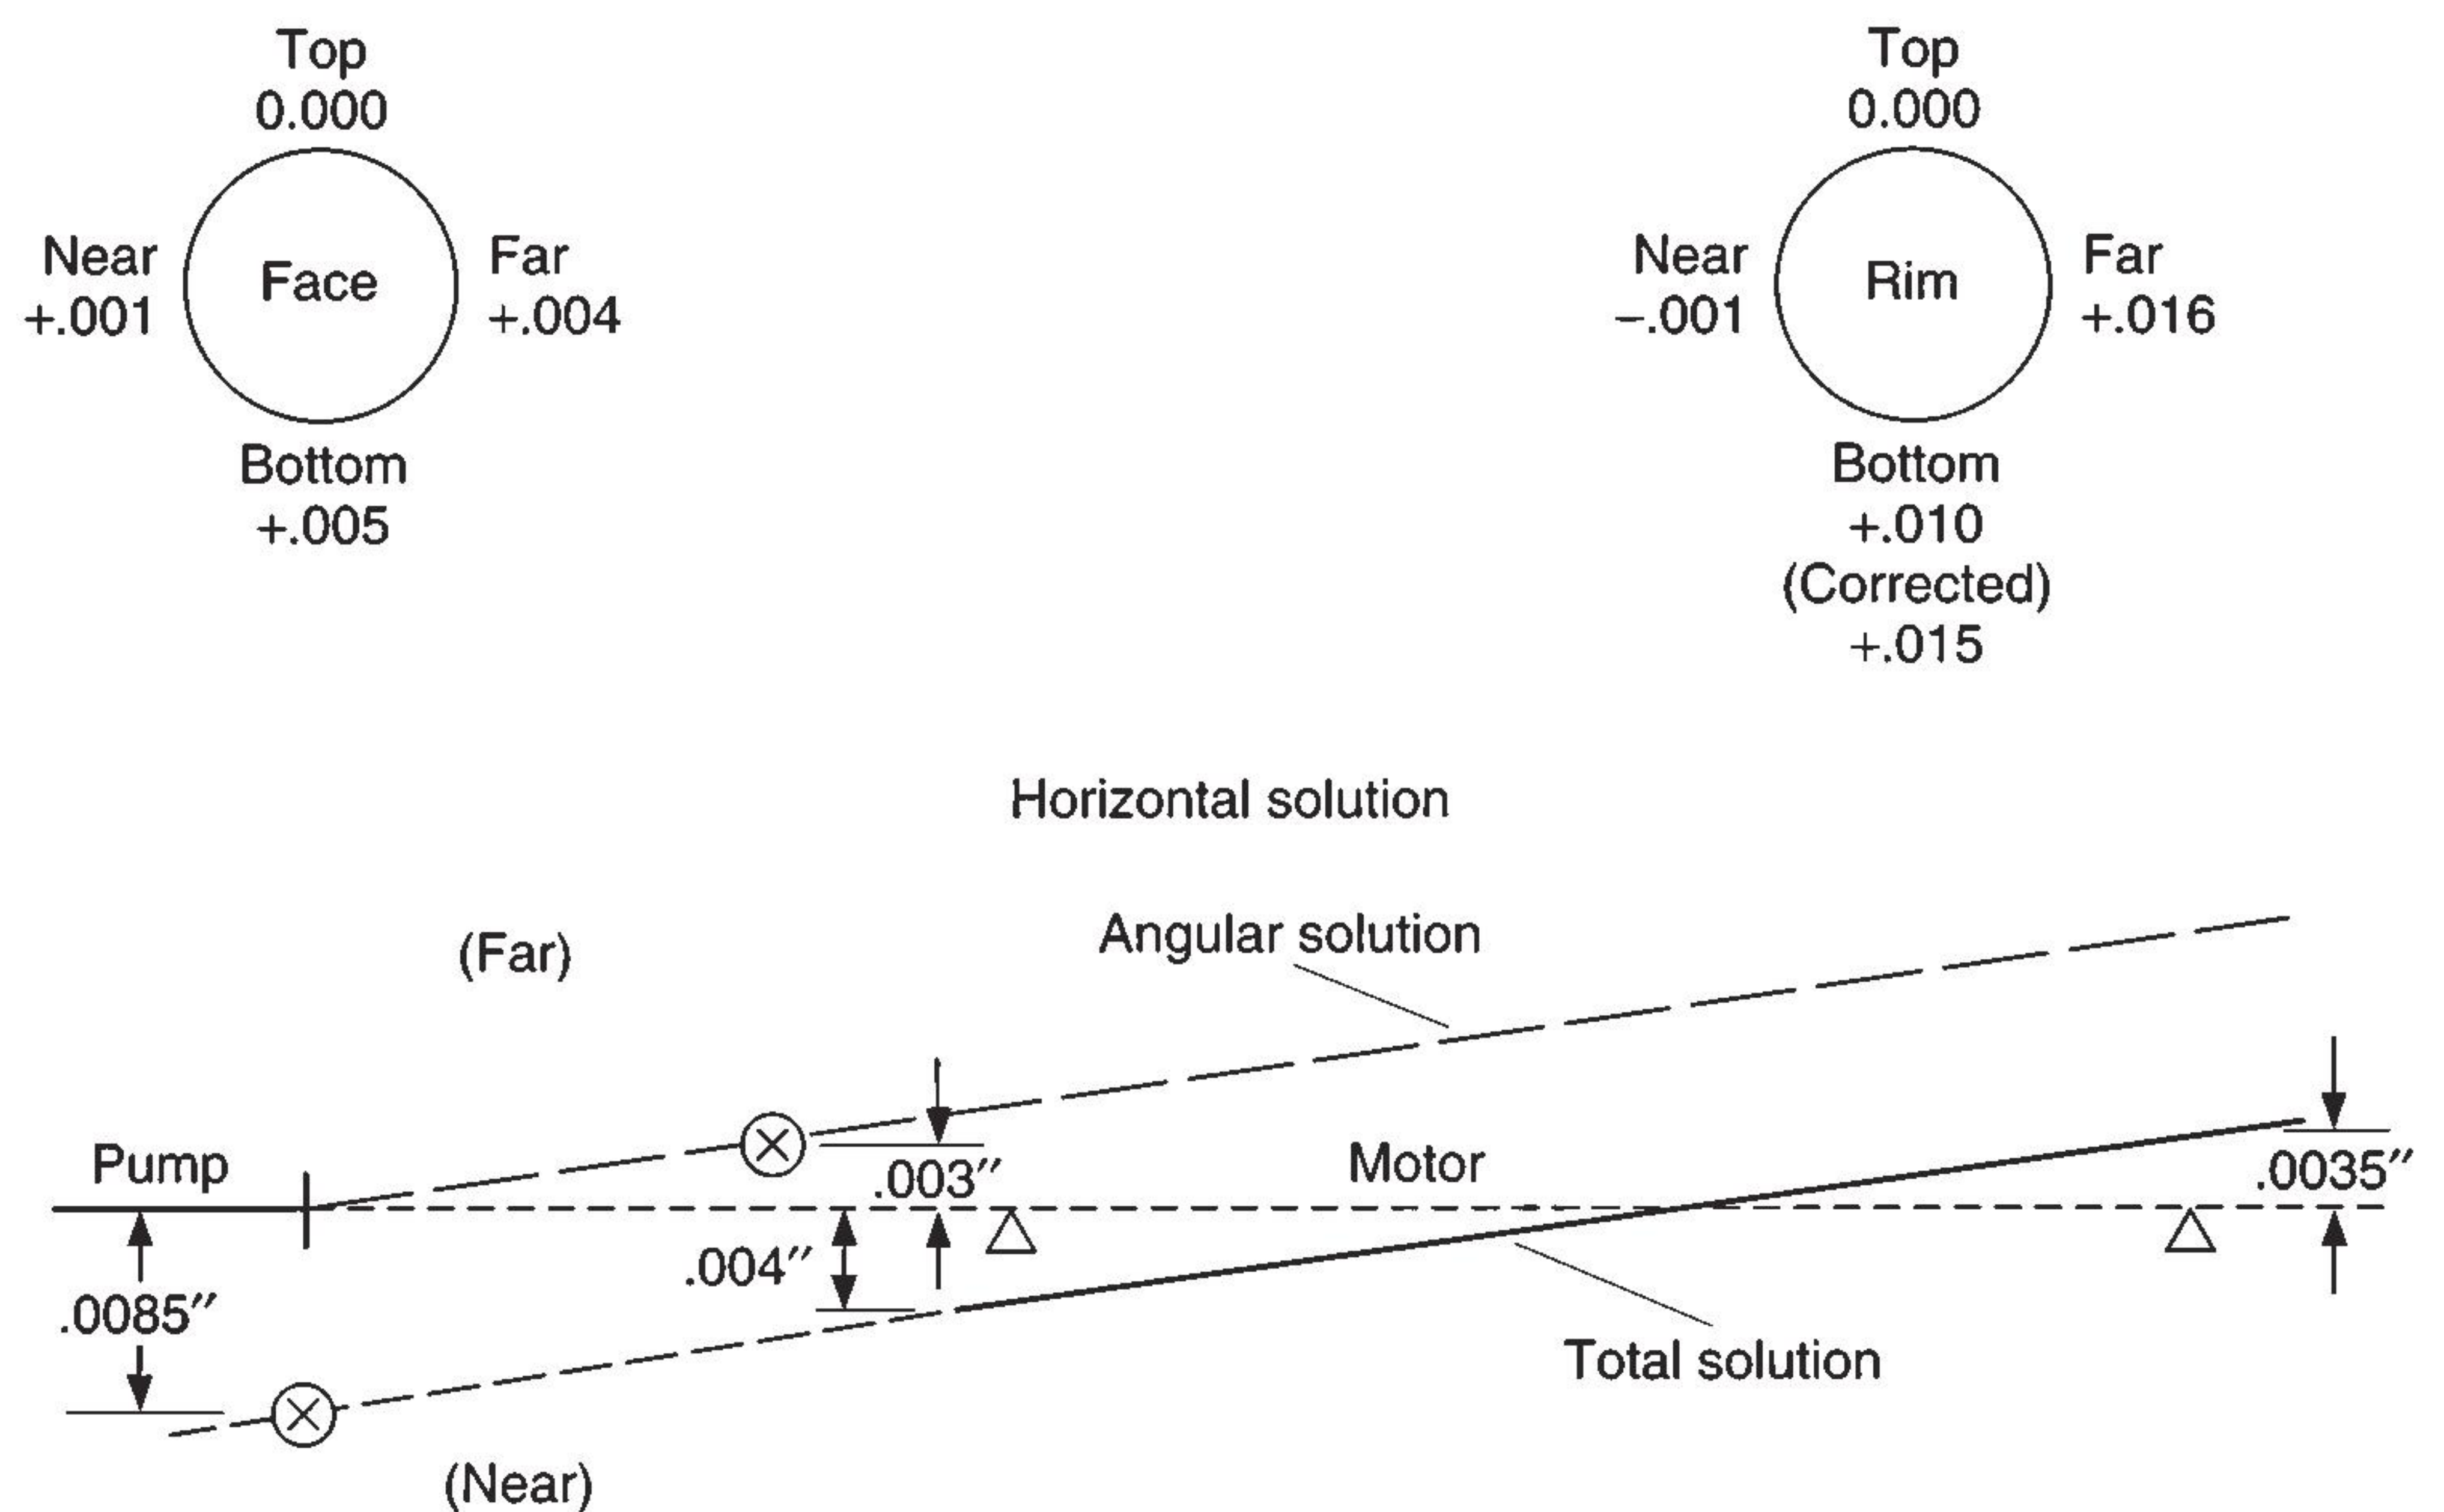 Top
0.000
Near
+.001
Face
Far
+.004
Bottom
+.005
Top
0.000
Near
–.001
Rim
Far
+.016
Bottom
+.010
(Corrected)
+.015
Horizontal solution
(Far)
Angular solution
Pump
.003″
Motor
.0035″
.004″
.0085″
Total solution
(Near)